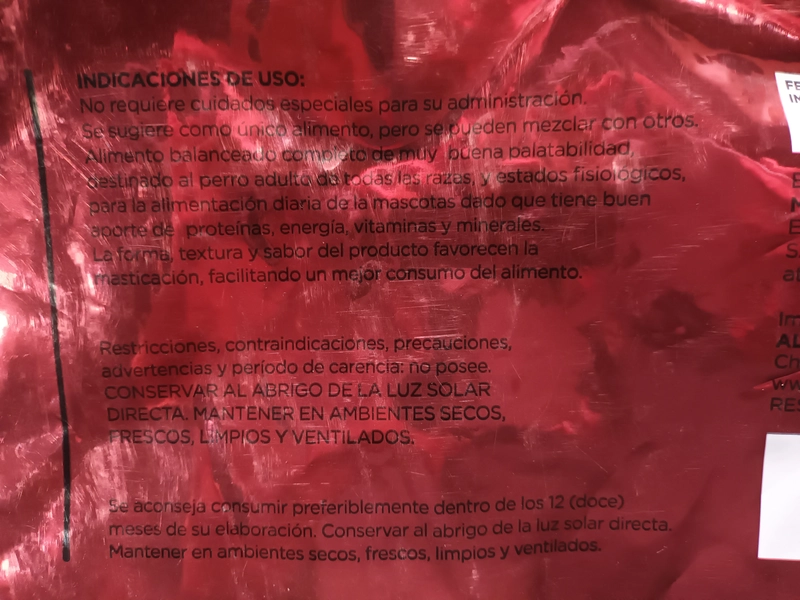 INDICACIONES DE USO:
No requiere cuidados especiales para su administración.
Se sugiere como único alimento, pero se pueden mezclar con otros.
Alimento balanceado completo de muy buena palatabilidad,
destinado al perro adulto de todas las razas, y estados fisiológicos,
para la alimentación diaria de la mascotas dado que tiene buen
aporte de proteínas, energía, vitaminas y minerales.
La forma, textura y sabor del producto favorecen la
masticación, facilitando un mejor consumo del alimento.
Restricciones, contraindicaciones, precauciones,
advertencias y período de carencia: no posee.
CONSERVAR AL ABRIGO DE LA LUZ SOLAR
DIRECTA. MANTENER EN AMBIENTES SECOS,
FRESCOS, LIMPIOS Y VENTILADOS.
Se aconseja consumir preferiblemente dentro de los 12 (doce)
meses de su elaboración. Conservar al abrigo de la luz solar directa.
Mantener en ambientes secos, frescos, limpios y ventilados.